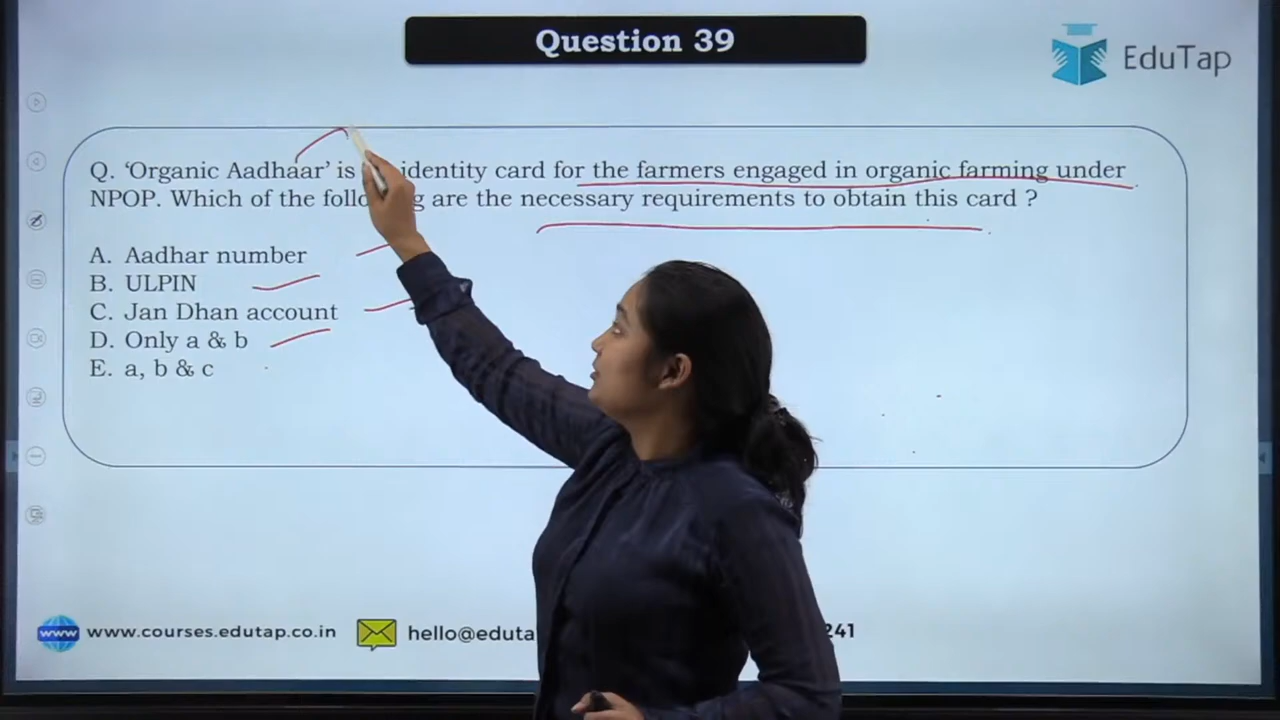 Question 39
EduTap
Q. ‘Organic Aadhaar’ is identity card for the farmers engaged in organic farming under
NPOP. Which of the are the necessary requirements to obtain this card ?
A. Aadhar number
B. ULPIN
C. Jan Dhan account
D. Only a & b
E. a, b & c
www www.courses.edutap.co.in hello@eduta 241